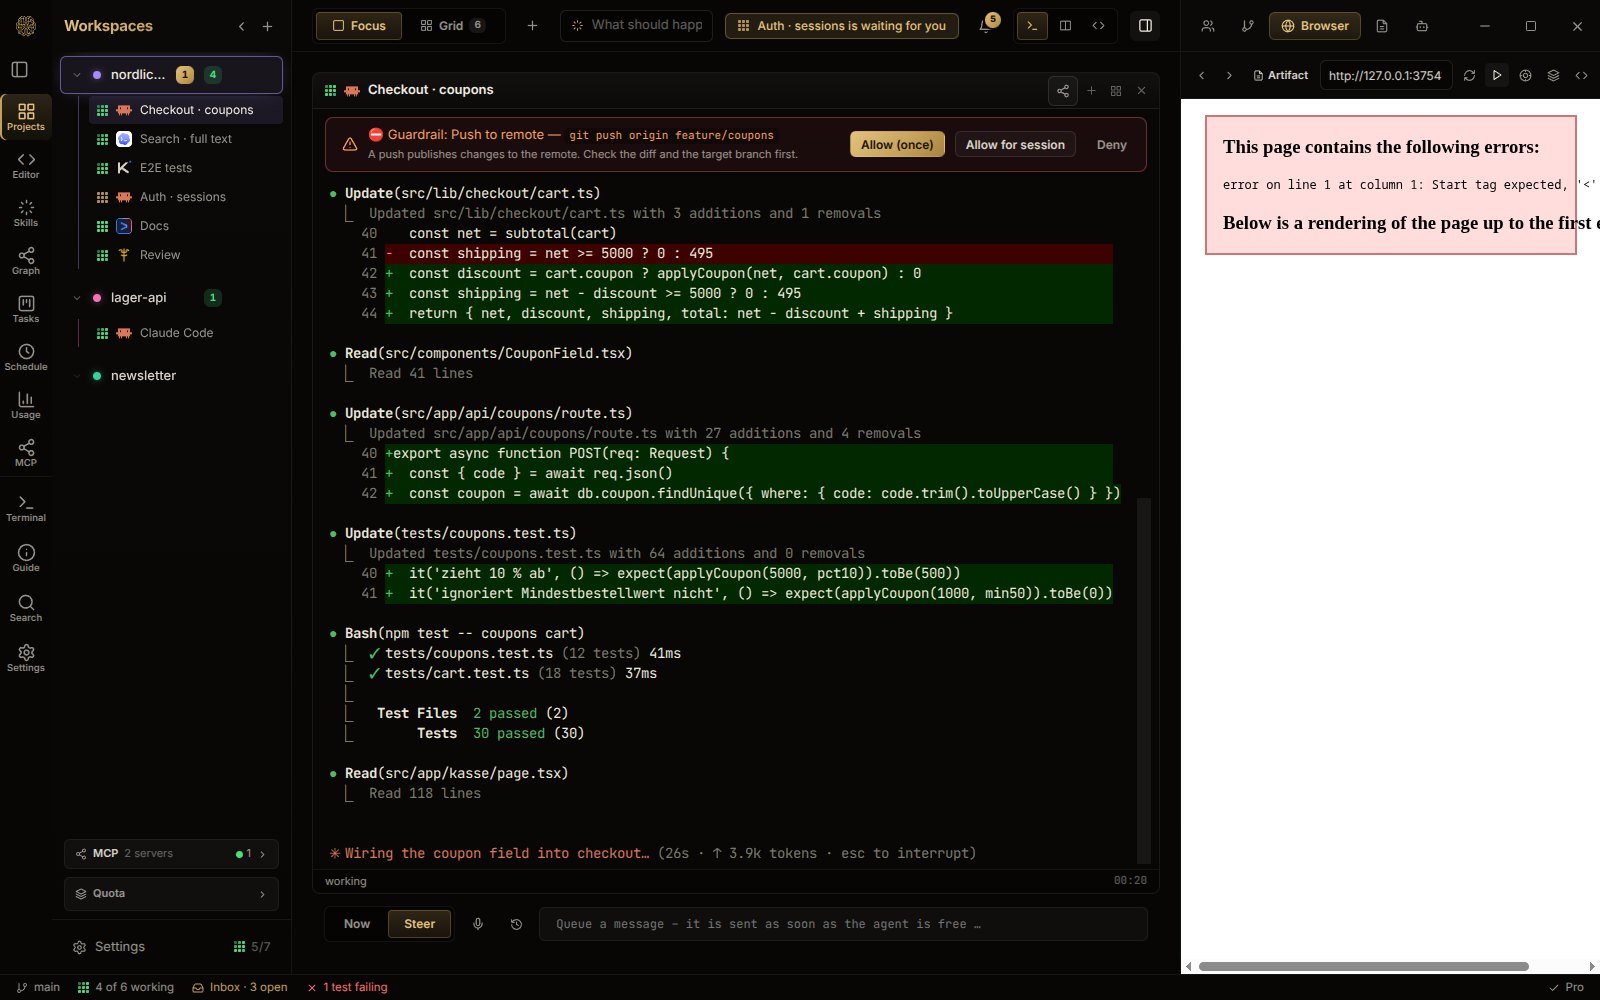 Workspaces
Focus
Grid 6
What should happ
Auth · sessions is waiting for you
5
Browser
Projects
Editor
Skills
Graph
Tasks
Schedule
Usage
MCP
Terminal
Guide
Search
Settings
nordlic... 1 4
Checkout · coupons
Search · full text
E2E tests
Auth · sessions
Docs
Review
lager-api 1
Claude Code
newsletter
MCP 2 servers 1
Quota
Settings 5/7
Checkout · coupons
Guardrail: Push to remote — git push origin feature/coupons
A push publishes changes to the remote. Check the diff and the target branch first.
Allow (once)
Allow for session
Deny
Update(src/lib/checkout/cart.ts)
Updated src/lib/checkout/cart.ts with 3 additions and 1 removals
40 const net = subtotal(cart)
41 - const shipping = net >= 5000 ? 0 : 495
42 + const discount = cart.coupon ? applyCoupon(net, cart.coupon) : 0
43 + const shipping = net - discount >= 5000 ? 0 : 495
44 + return { net, discount, shipping, total: net - discount + shipping }
Read(src/components/CouponField.tsx)
Read 41 lines
Update(src/app/api/coupons/route.ts)
Updated src/app/api/coupons/route.ts with 27 additions and 4 removals
40 +export async function POST(req: Request) {
41 + const { code } = await req.json()
42 + const coupon = await db.coupon.findUnique({ where: { code: code.trim().toUpperCase() } })
Update(tests/coupons.test.ts)
Updated tests/coupons.test.ts with 64 additions and 0 removals
40 + it('zieht 10 % ab', () => expect(applyCoupon(5000, pct10)).toBe(500))
41 + it('ignoriert Mindestbestellwert nicht', () => expect(applyCoupon(1000, min50)).toBe(0))
Bash(npm test -- coupons cart)
✓ tests/coupons.test.ts (12 tests) 41ms
✓ tests/cart.test.ts (18 tests) 37ms
Test Files 2 passed (2)
Tests 30 passed (30)
Read(src/app/kasse/page.tsx)
Read 118 lines
Wiring the coupon field into checkout… (26s · ↑ 3.9k tokens · esc to interrupt)
working 00:20
Now
Steer
Queue a message – it is sent as soon as the agent is free …
Artifact
http://127.0.0.1:3754
This page contains the following errors:
error on line 1 at column 1: Start tag expected, '<'
Below is a rendering of the page up to the first e
main
4 of 6 working
Inbox · 3 open
1 test failing
Pro